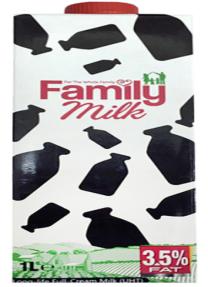 For The Whole Family
Family
Milk
3.5%
FAT
1L e
Long-life Full Cream Milk (UHT)